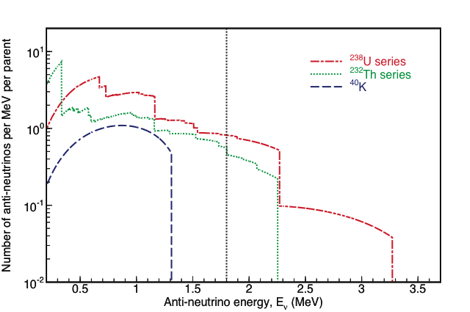 Number of anti-neutrinos per MeV per parent
10¹
10⁰
10⁻¹
10⁻²
²³⁸U series
²³²Th series
⁴⁰K
0.5 1 1.5 2 2.5 3 3.5
Anti-neutrino energy, Eᵥ (MeV)